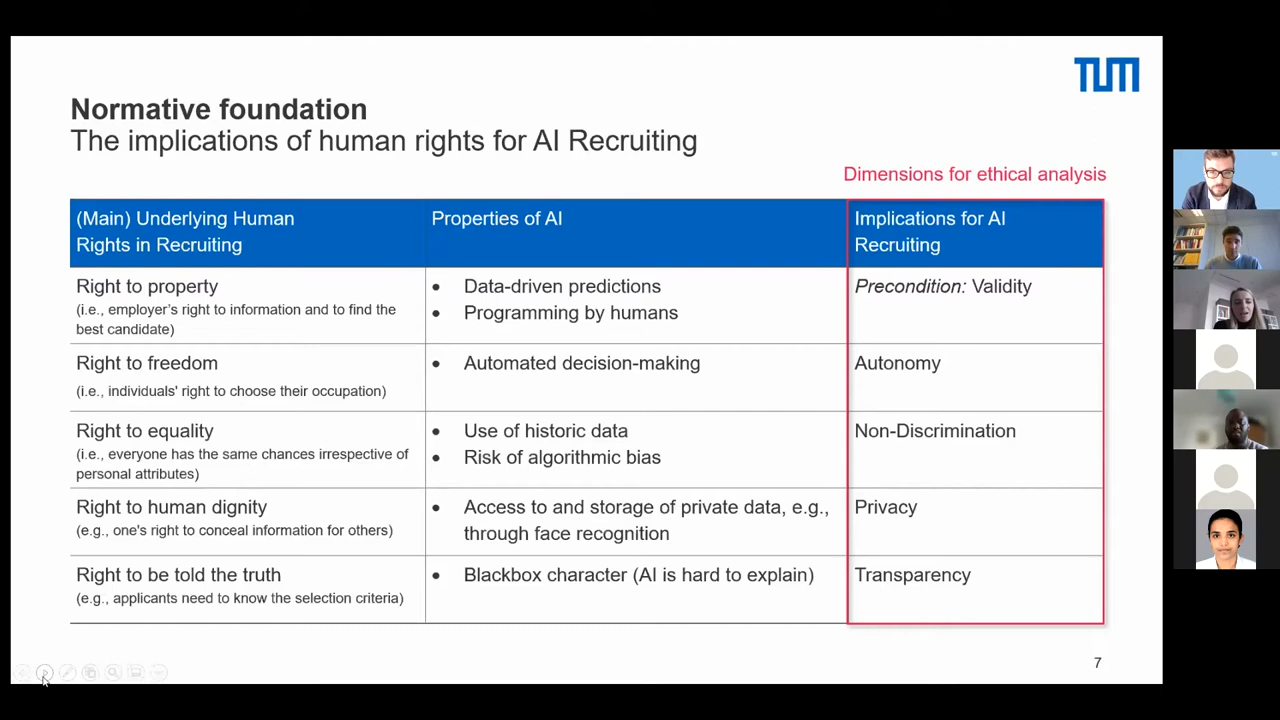 TUM
Normative foundation
The implications of human rights for AI Recruiting
Dimensions for ethical analysis
(Main) Underlying Human
Rights in Recruiting
Properties of AI
Implications for AI
Recruiting
Right to property
(i.e., employer's right to information and to find the
best candidate)
• Data-driven predictions
• Programming by humans
Precondition: Validity
Right to freedom
(i.e., individuals' right to choose their occupation)
• Automated decision-making
Autonomy
Right to equality
(i.e., everyone has the same chances irrespective of
personal attributes)
• Use of historic data
• Risk of algorithmic bias
Non-Discrimination
Right to human dignity
(e.g., one's right to conceal information for others)
• Access to and storage of private data, e.g.,
through face recognition
Privacy
Right to be told the truth
(e.g., applicants need to know the selection criteria)
• Blackbox character (AI is hard to explain)
Transparency
7